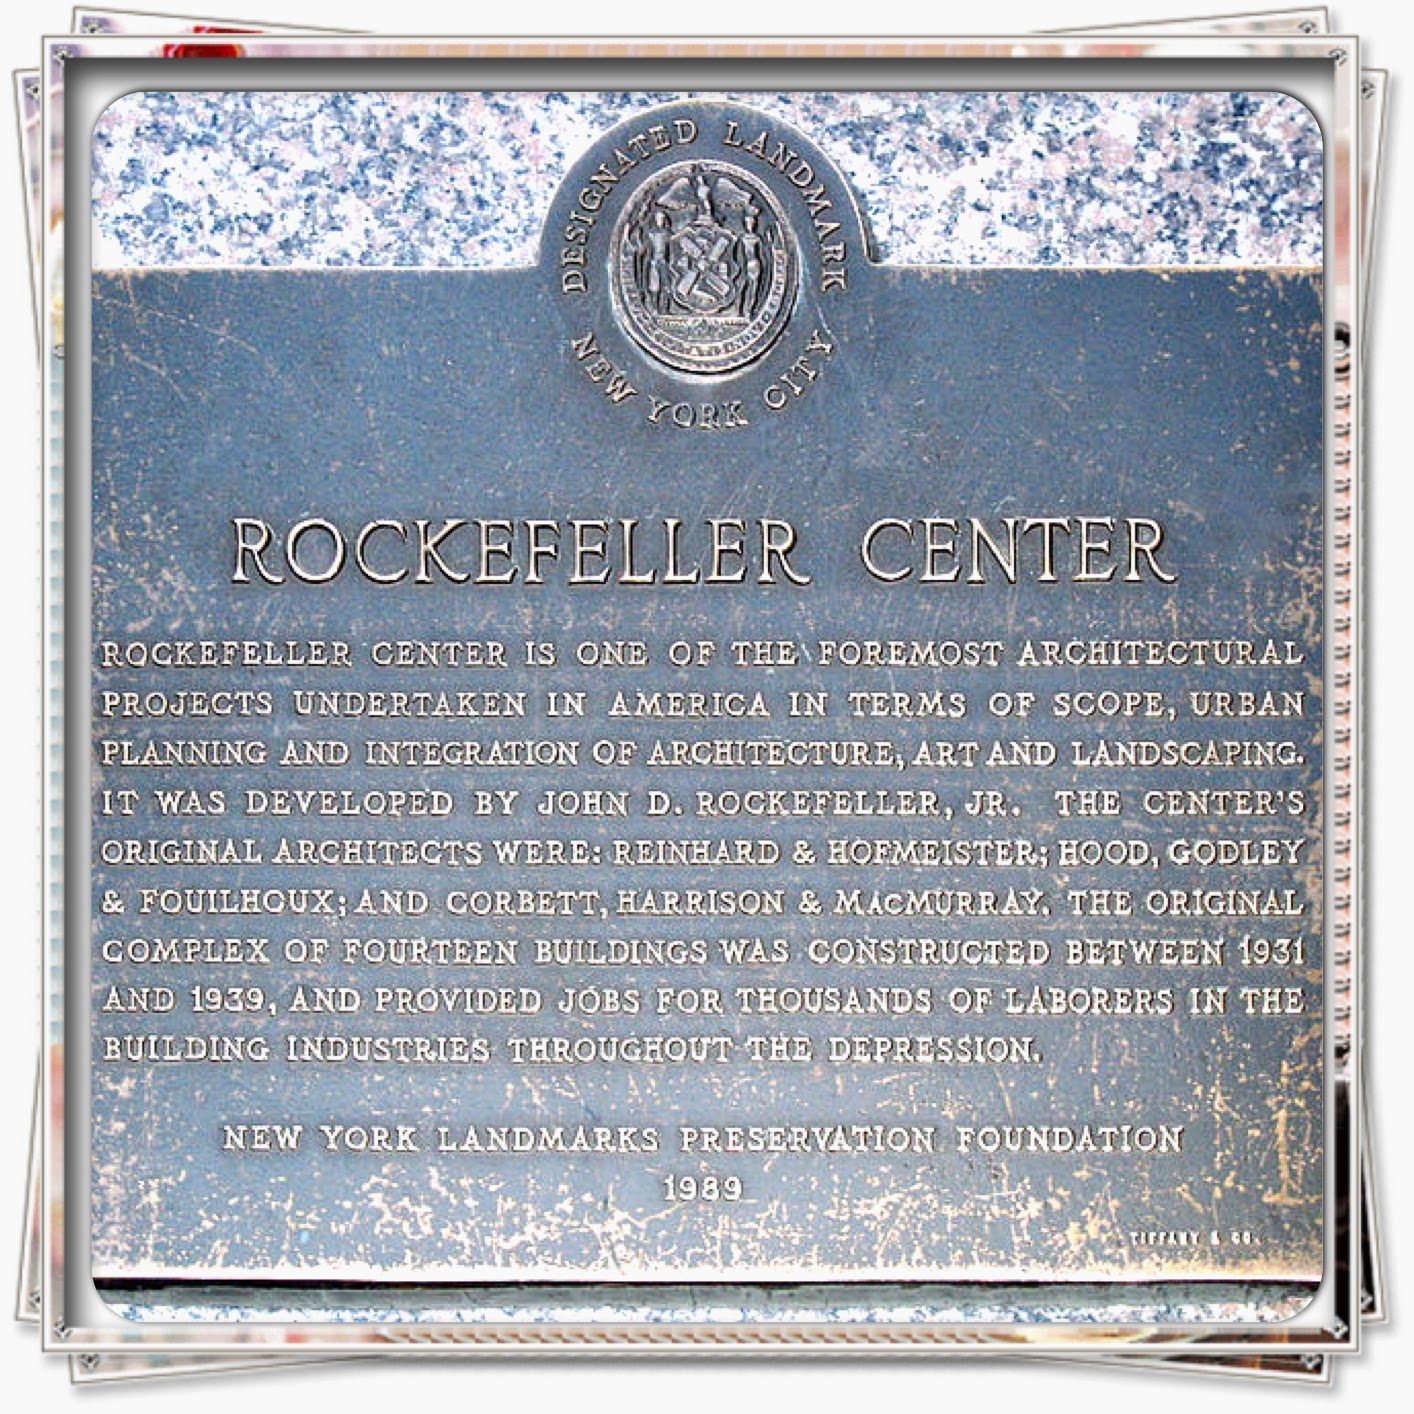 DESIGNATED LANDMARK
NEW YORK CITY
ROCKEFELLER CENTER
ROCKEFELLER CENTER IS ONE OF THE FOREMOST ARCHITECTURAL
PROJECTS UNDERTAKEN IN AMERICA IN TERMS OF SCOPE, URBAN
PLANNING AND INTEGRATION OF ARCHITECTURE, ART AND LANDSCAPING.
IT WAS DEVELOPED BY JOHN D. ROCKEFELLER, JR. THE CENTER'S
ORIGINAL ARCHITECTS WERE: REINHARD & HOFMEISTER; HOOD, GODLEY
& FOUILHOUX; AND CORBETT, HARRISON & MACMURRAY. THE ORIGINAL
COMPLEX OF FOURTEEN BUILDINGS WAS CONSTRUCTED BETWEEN 1931
AND 1939, AND PROVIDED JOBS FOR THOUSANDS OF LABORERS IN THE
BUILDING INDUSTRIES THROUGHOUT THE DEPRESSION.
NEW YORK LANDMARKS PRESERVATION FOUNDATION
1989
TIFFANY & CO.